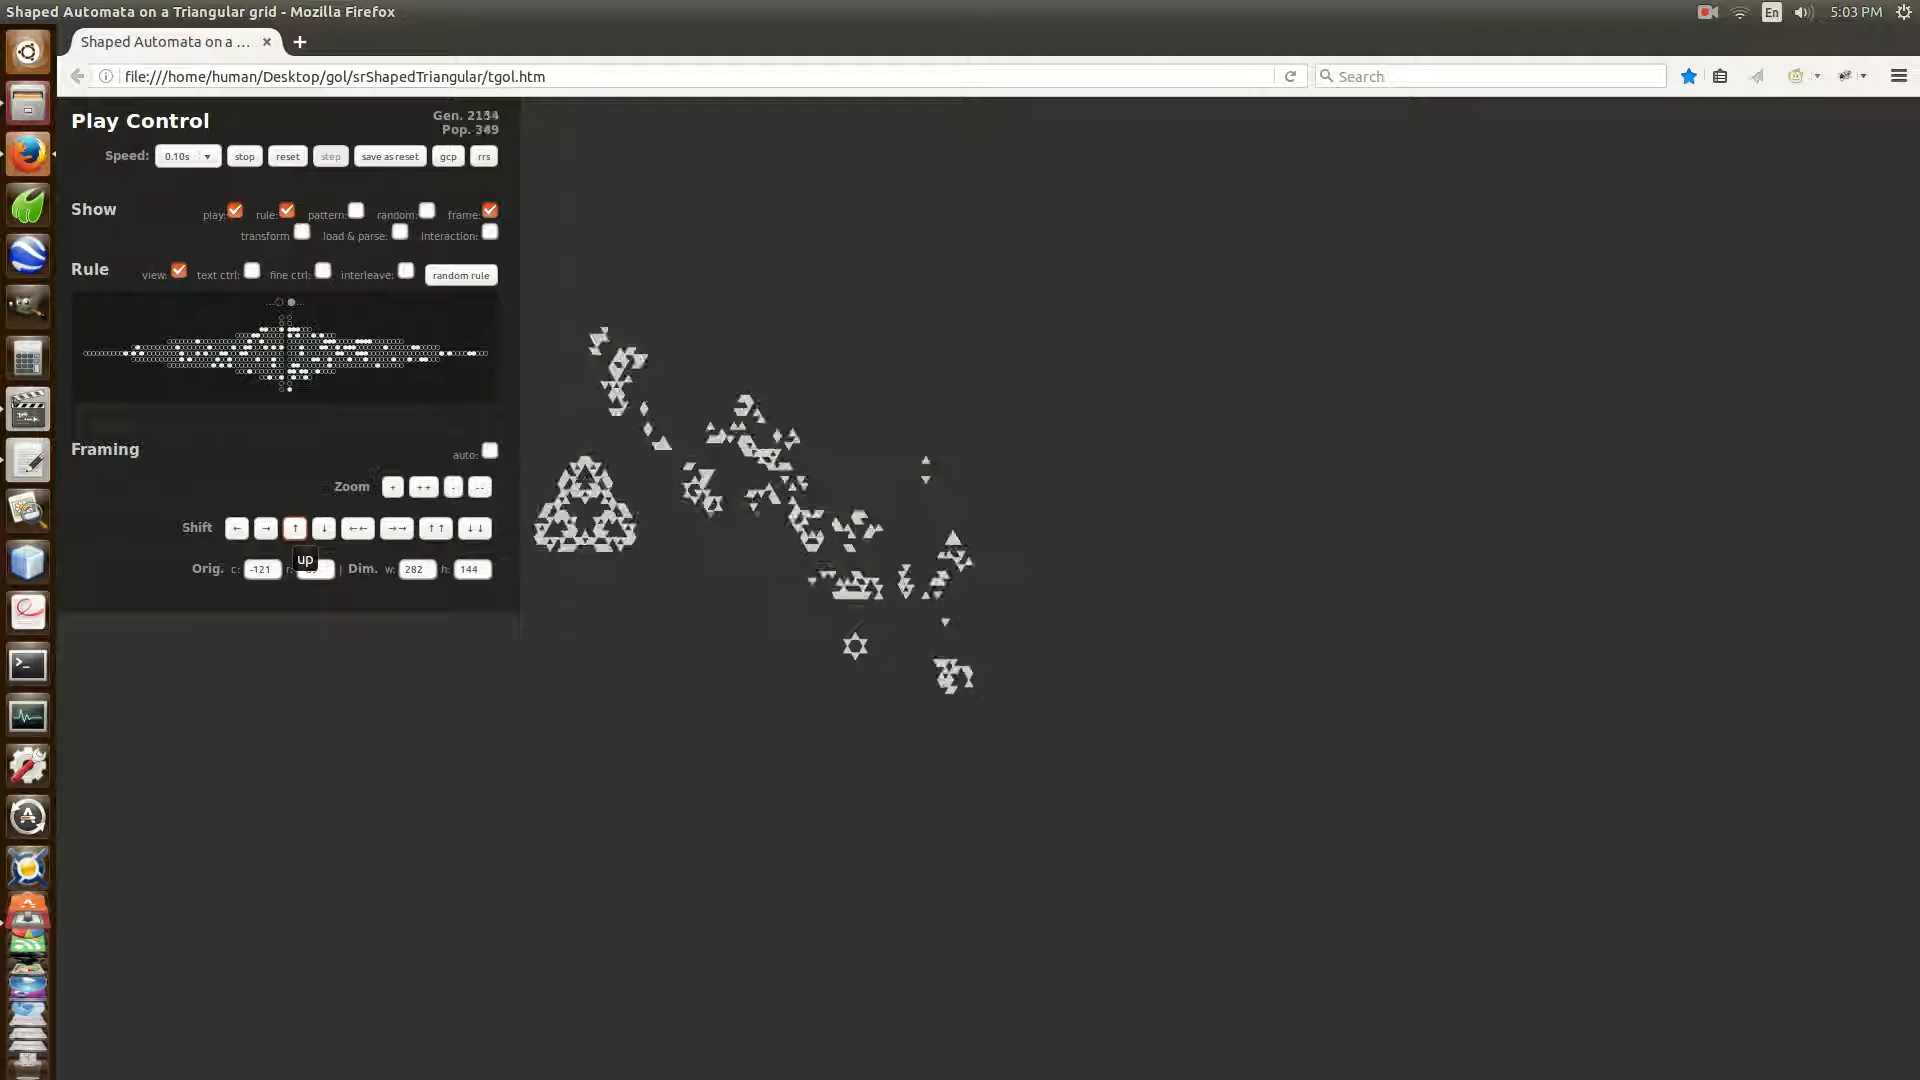 Shaped Automata on a Triangular grid - Mozilla Firefox
En
5:03 PM
Shaped Automata on a ...
file:///home/human/Desktop/gol/srShapedTriangular/tgol.htm
Search
Play Control
Gen.
Pop.
Speed: 0.10s stop reset step save as reset gcp rrs
Show
play: rule: pattern: random: frame:
transform load & parse: interaction:
Rule
view: text ctrl: fine ctrl: interleave: random rule
Framing
auto:
Zoom + ++ - --
Shift ← → ↑ ↓ ←← →→ ↑↑ ↓↓
up
Orig. c: -121 r: | Dim. w: 282 h: 144